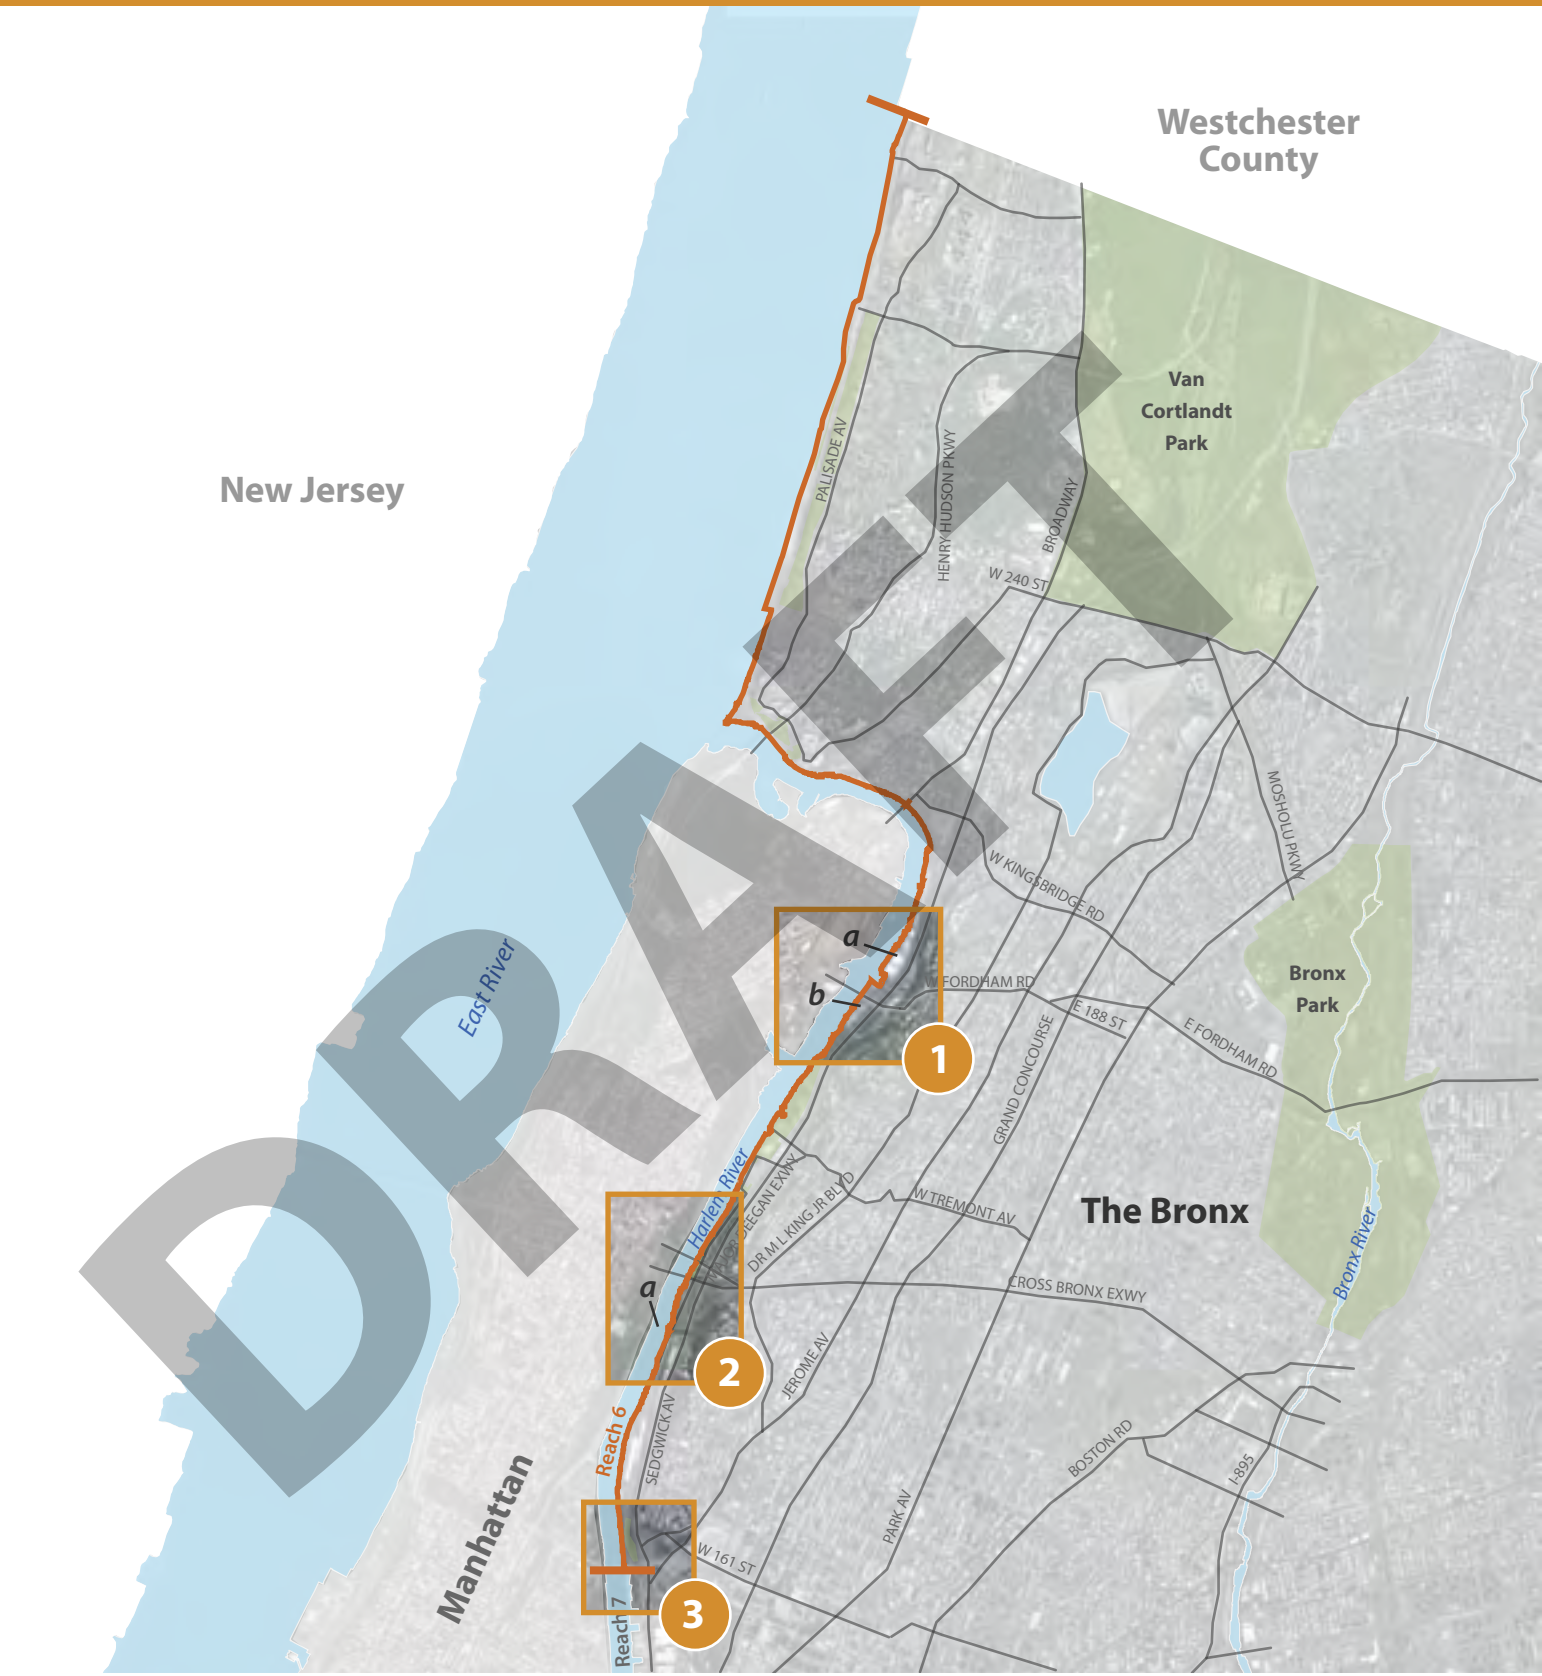 Westchester
County
New Jersey
Van
Cortlandt
Park
PALISADE AV
HENRY HUDSON PKWY
BROADWAY
W 240 ST
MOSHOLU PKWY
W KINGSBRIDGE RD
a
b
W FORDHAM RD
E 188 ST
E FORDHAM RD
Bronx
Park
1
East River
GRAND CONCOURSE
Harlem River
MAJOR DEEGAN EXWY
DR M L KING JR BLVD
W TREMONT AV
The Bronx
Bronx River
CROSS BRONX EXWY
a
2
JEROME AV
Reach 6
SEDGWICK AV
BOSTON RD
I-895
PARK AV
Manhattan
W 161 ST
3
Reach 7
DRAFT